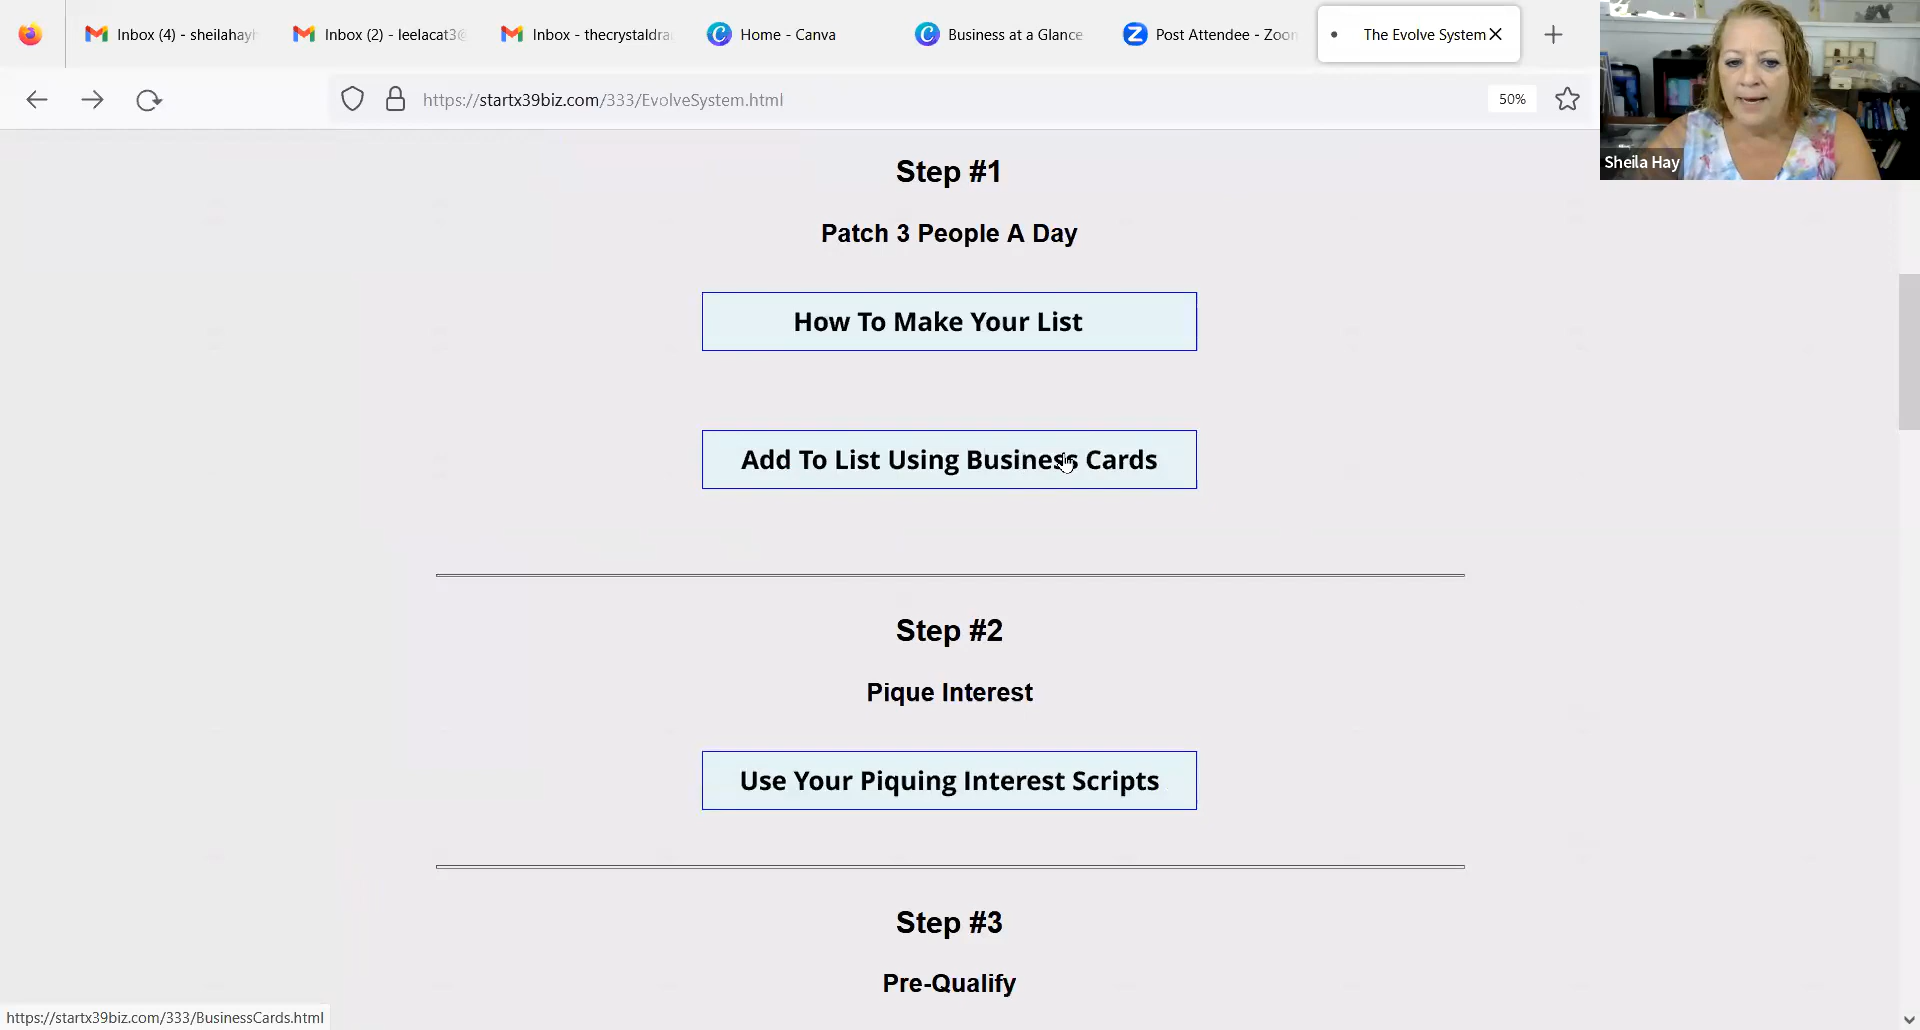 Inbox (4) - sheilahayh
Inbox (2) - leelacat3@
Inbox - thecrystaldra
Home - Canva
Business at a Glance
Post Attendee - Zoom
The Evolve System
https://startx39biz.com/333/EvolveSystem.html
50%
Sheila Hay
Step #1
Patch 3 People A Day
How To Make Your List
Add To List Using Business Cards
Step #2
Pique Interest
Use Your Piquing Interest Scripts
Step #3
Pre-Qualify
https://startx39biz.com/333/BusinessCards.html